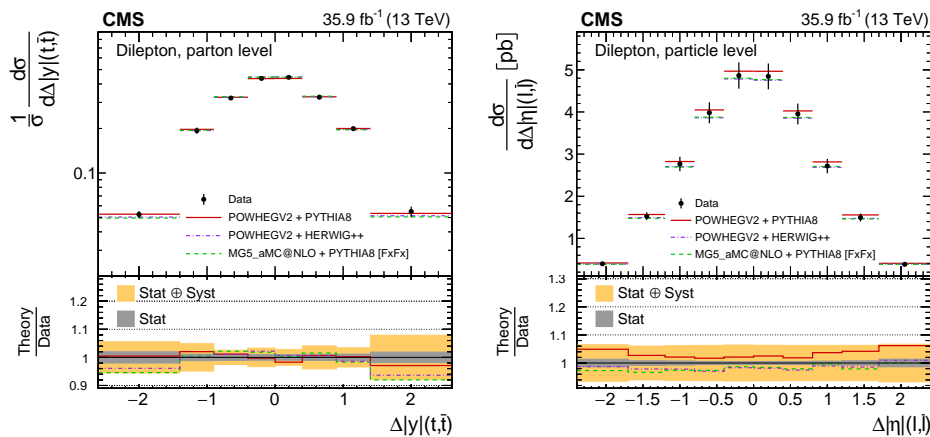 CMS 35.9 fb⁻¹ (13 TeV)
Dilepton, parton level
1/σ dσ/dΔ|y|(t,t̄)
0.1
Data
POWHEGV2 + PYTHIA8
POWHEGV2 + HERWIG++
MG5_aMC@NLO + PYTHIA8 [FxFx]
Theory/Data
1.2
1.1
1
0.9
Stat ⊕ Syst
Stat
−2 −1 0 1 2
Δ|y|(t,t̄)
CMS 35.9 fb⁻¹ (13 TeV)
Dilepton, particle level
dσ/dΔ|η|(l,l̄) [pb]
5
4
3
2
1
Data
POWHEGV2 + PYTHIA8
POWHEGV2 + HERWIG++
MG5_aMC@NLO + PYTHIA8 [FxFx]
Theory/Data
1.3
1.2
1.1
1
Stat ⊕ Syst
Stat
−2 −1.5 −1 −0.5 0 0.5 1 1.5 2
Δ|η|(l,l̄)